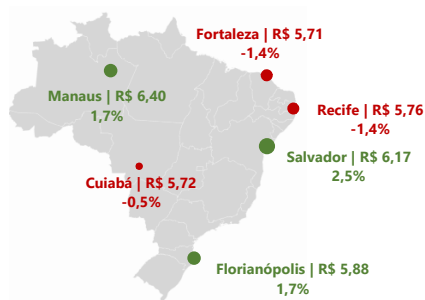 Fortaleza | R$ 5,71
-1,4%
Manaus | R$ 6,40
1,7%
Recife | R$ 5,76
-1,4%
Salvador | R$ 6,17
2,5%
Cuiabá | R$ 5,72
-0,5%
Florianópolis | R$ 5,88
1,7%